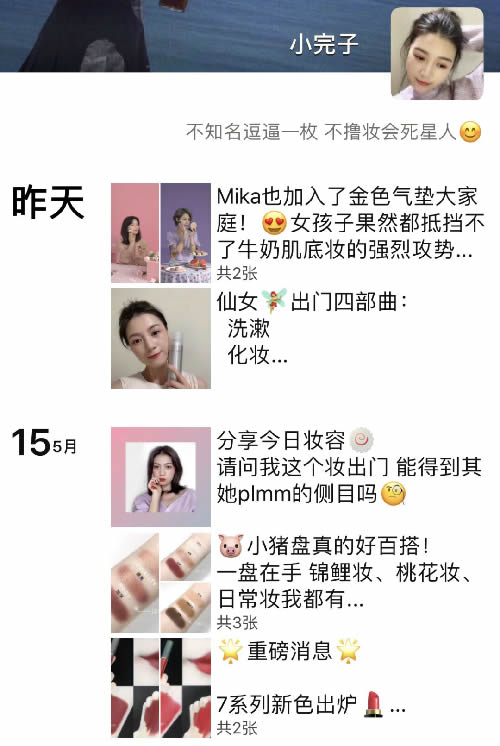 小完子
不知名逗逼一枚 不撸妆会死星人😊
昨天
Mika也加入了金色气垫大家
庭！😍女孩子果然都抵挡不
了牛奶肌底妆的强烈攻势...
共2张
仙女🧚出门四部曲：
洗漱
化妆...
15 5月
分享今日妆容🍥
请问我这个妆出门 能得到其
她plmm的侧目吗🧐
🐷小猪盘真的好百搭！
一盘在手 锦鲤妆、桃花妆、
日常妆我都有...
共3张
🌟重磅消息🌟
7系列新色出炉💄...
共2张